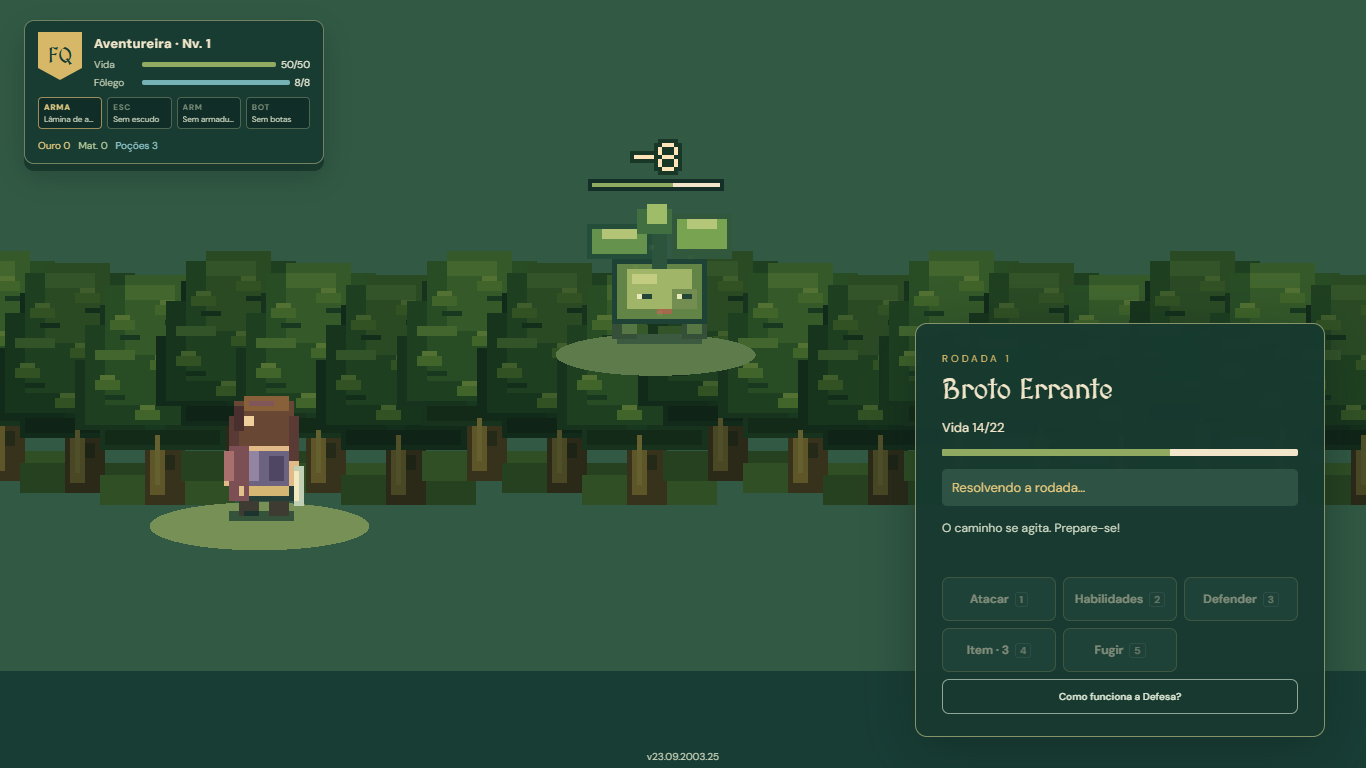 FQ
Aventureira · Nv. 1
Vida 50/50
Fôlego 8/8
ARMA ESC ARM BOT
Lâmina de a... Sem escudo Sem armadu... Sem botas
Ouro 0 Mat. 0 Poções 3
-8
RODADA 1
Broto Errante
Vida 14/22
Resolvendo a rodada...
O caminho se agita. Prepare-se!
Atacar 1 Habilidades 2 Defender 3
Item · 3 4 Fugir 5
Como funciona a Defesa?
v23.09.2003.25